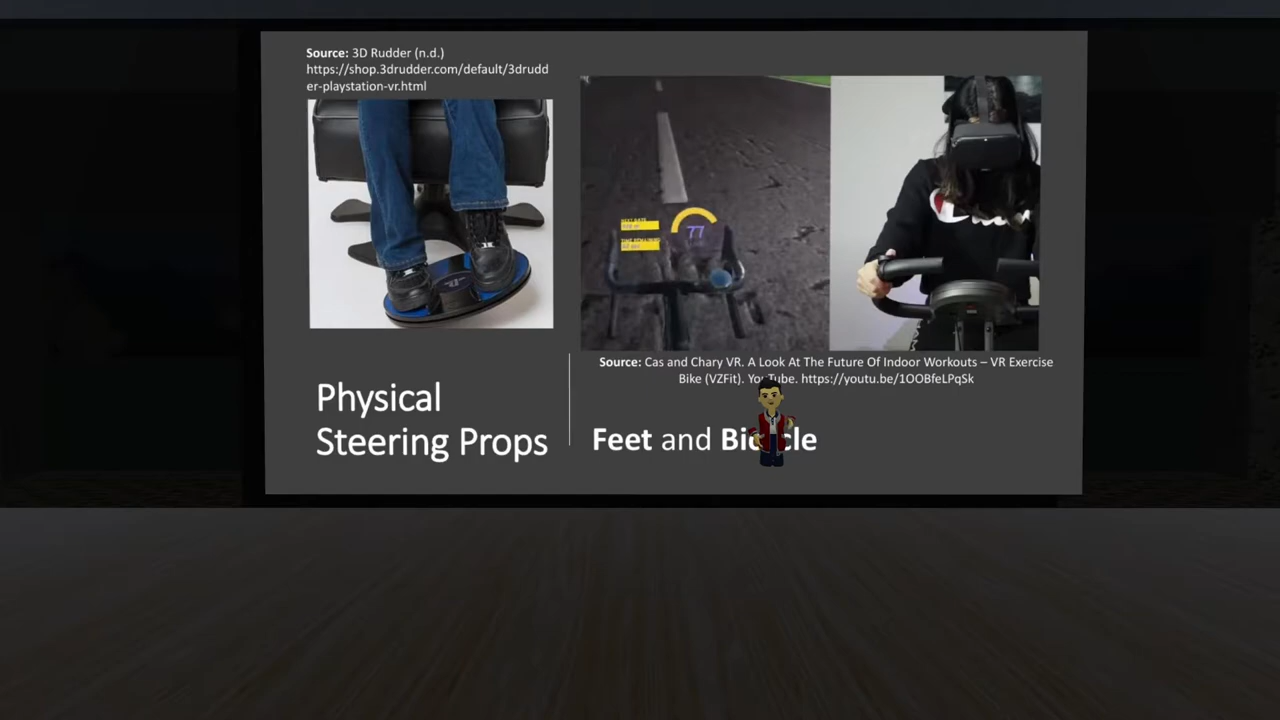 Source: 3D Rudder (n.d.)
https://shop.3drudder.com/default/3drudd
er-playstation-vr.html
77
Source: Cas and Chary VR. A Look At The Future Of Indoor Workouts – VR Exercise
Bike (VZFit). YouTube. https://youtu.be/1OOBfeLPqSk
Physical
Steering Props
Feet and Bicycle